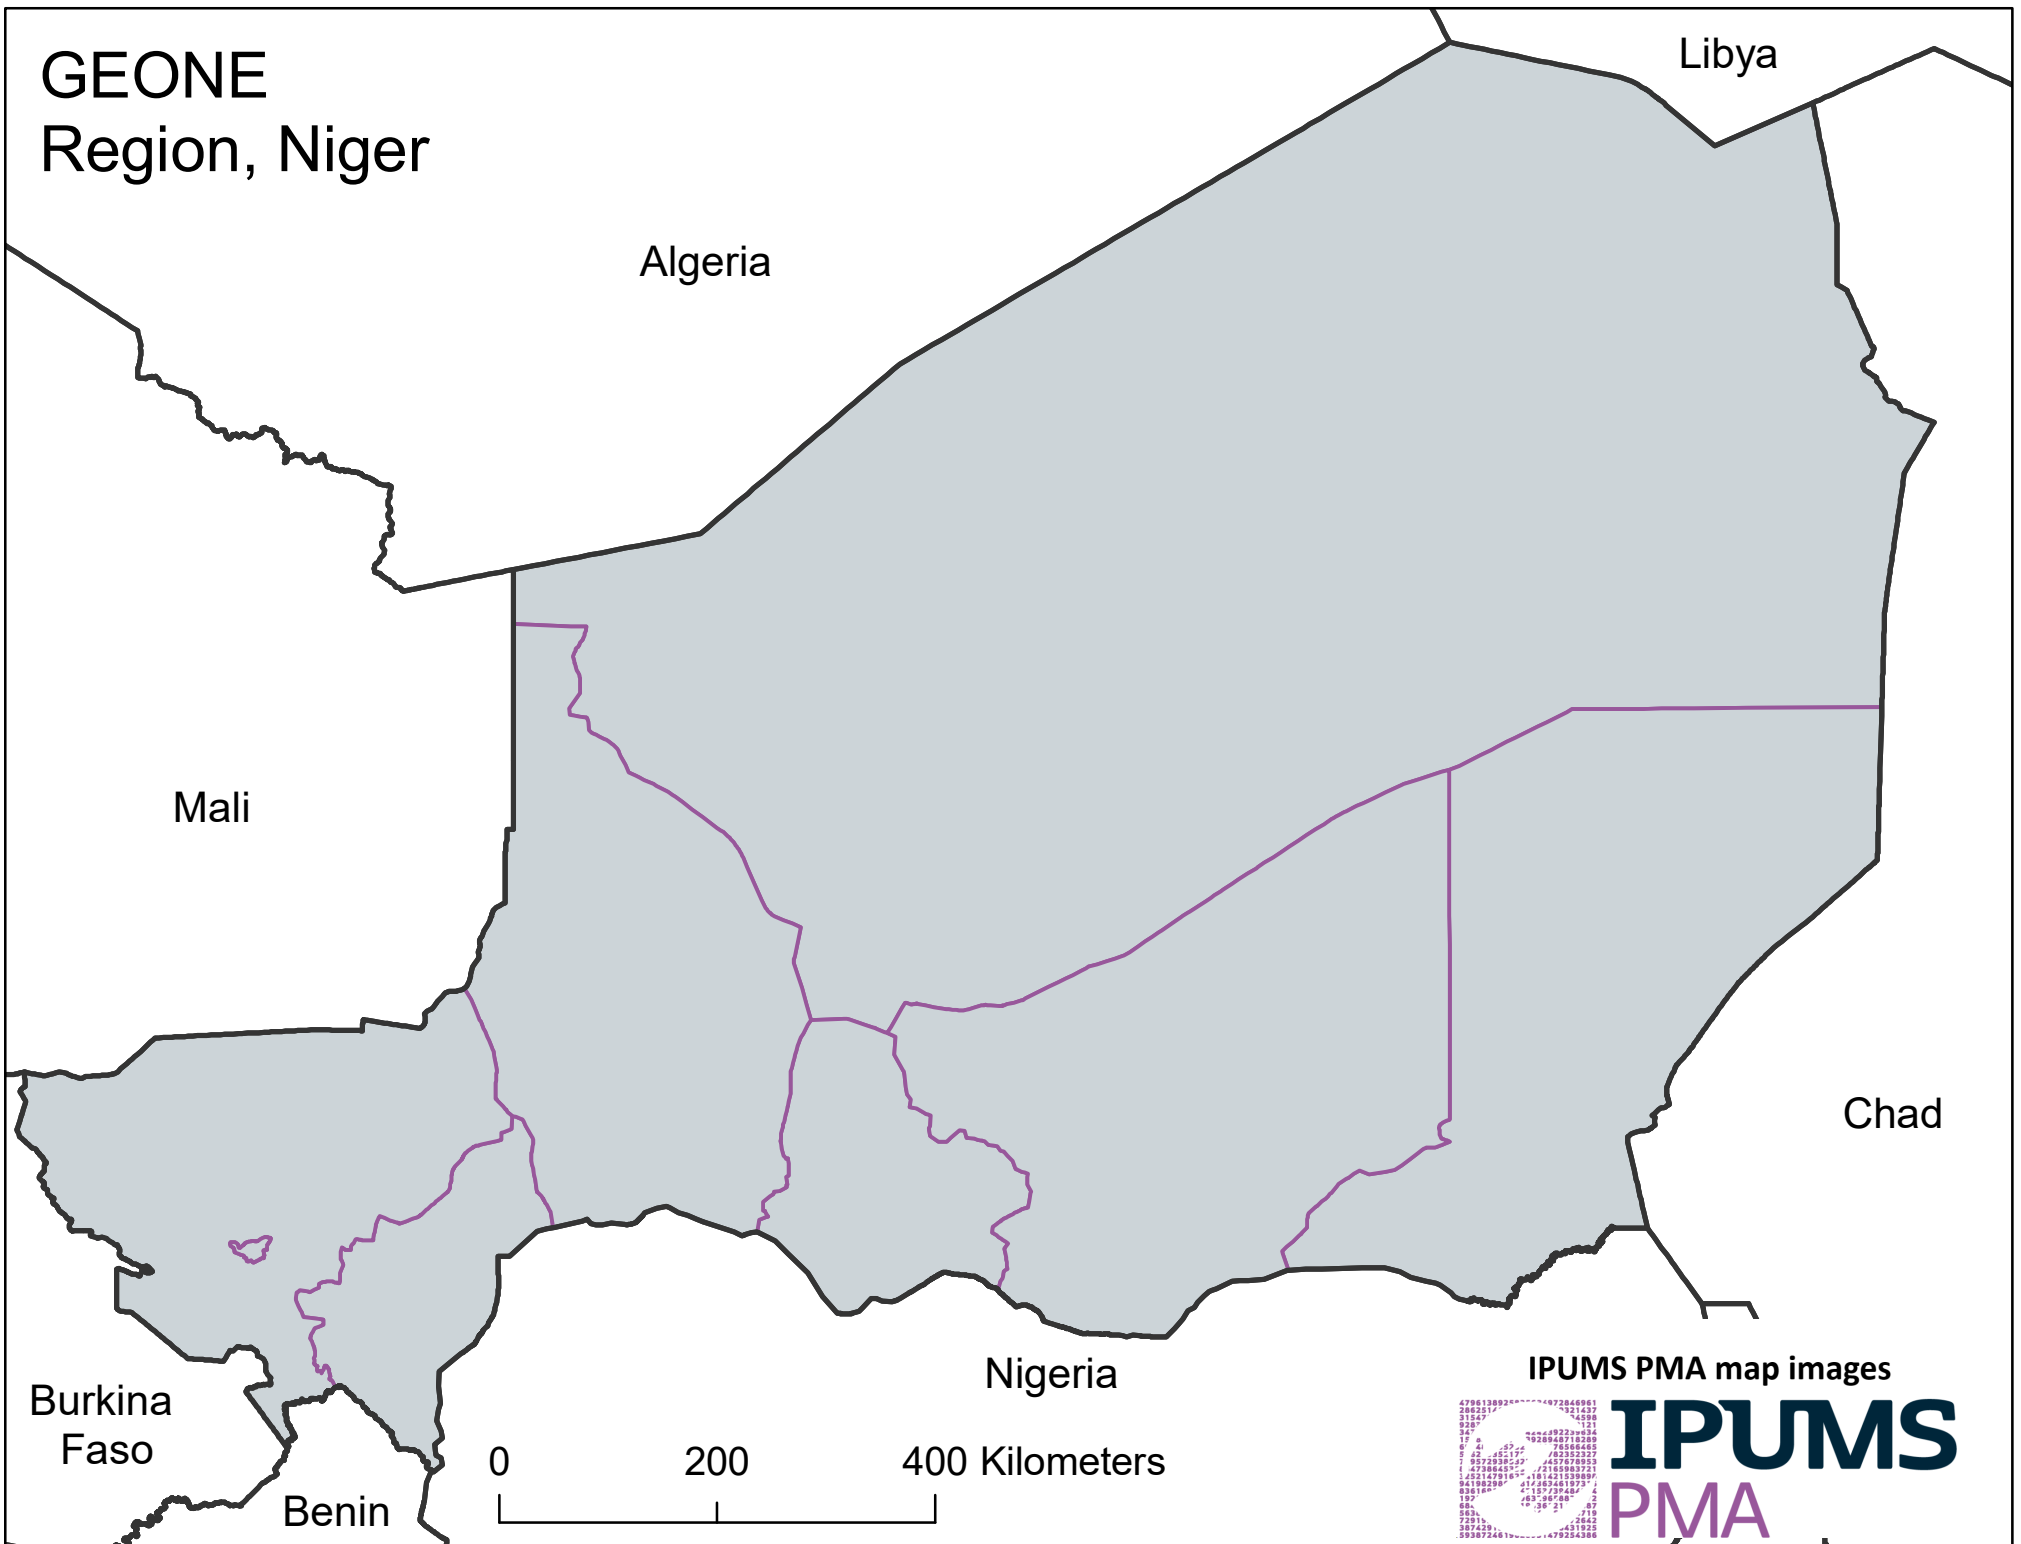 GEONE
Region, Niger
Libya
Algeria
Mali
Chad
Nigeria
Burkina
Faso
Benin
0 200 400 Kilometers
IPUMS PMA map images
IPUMS
PMA